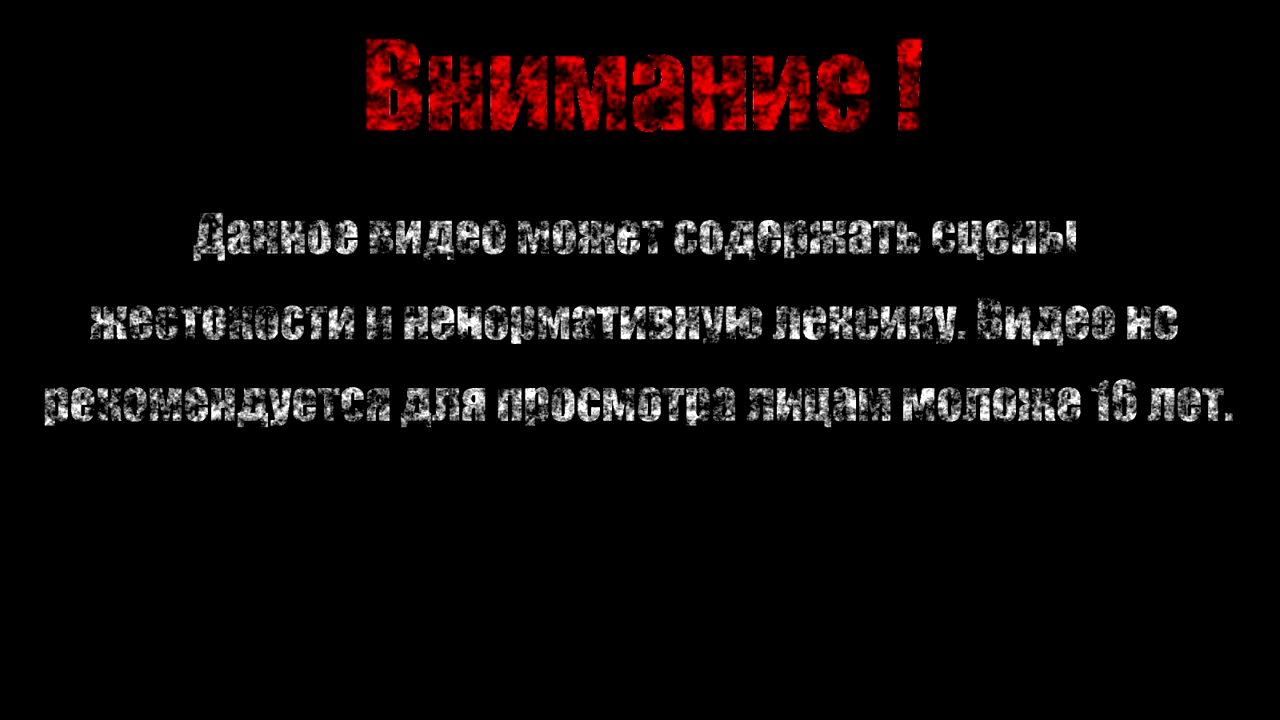 Внимание !
Данное видео может содержать сцены
жестокости и ненормативную лексику. Видео не
рекомендуется для просмотра лицам моложе 16 лет.